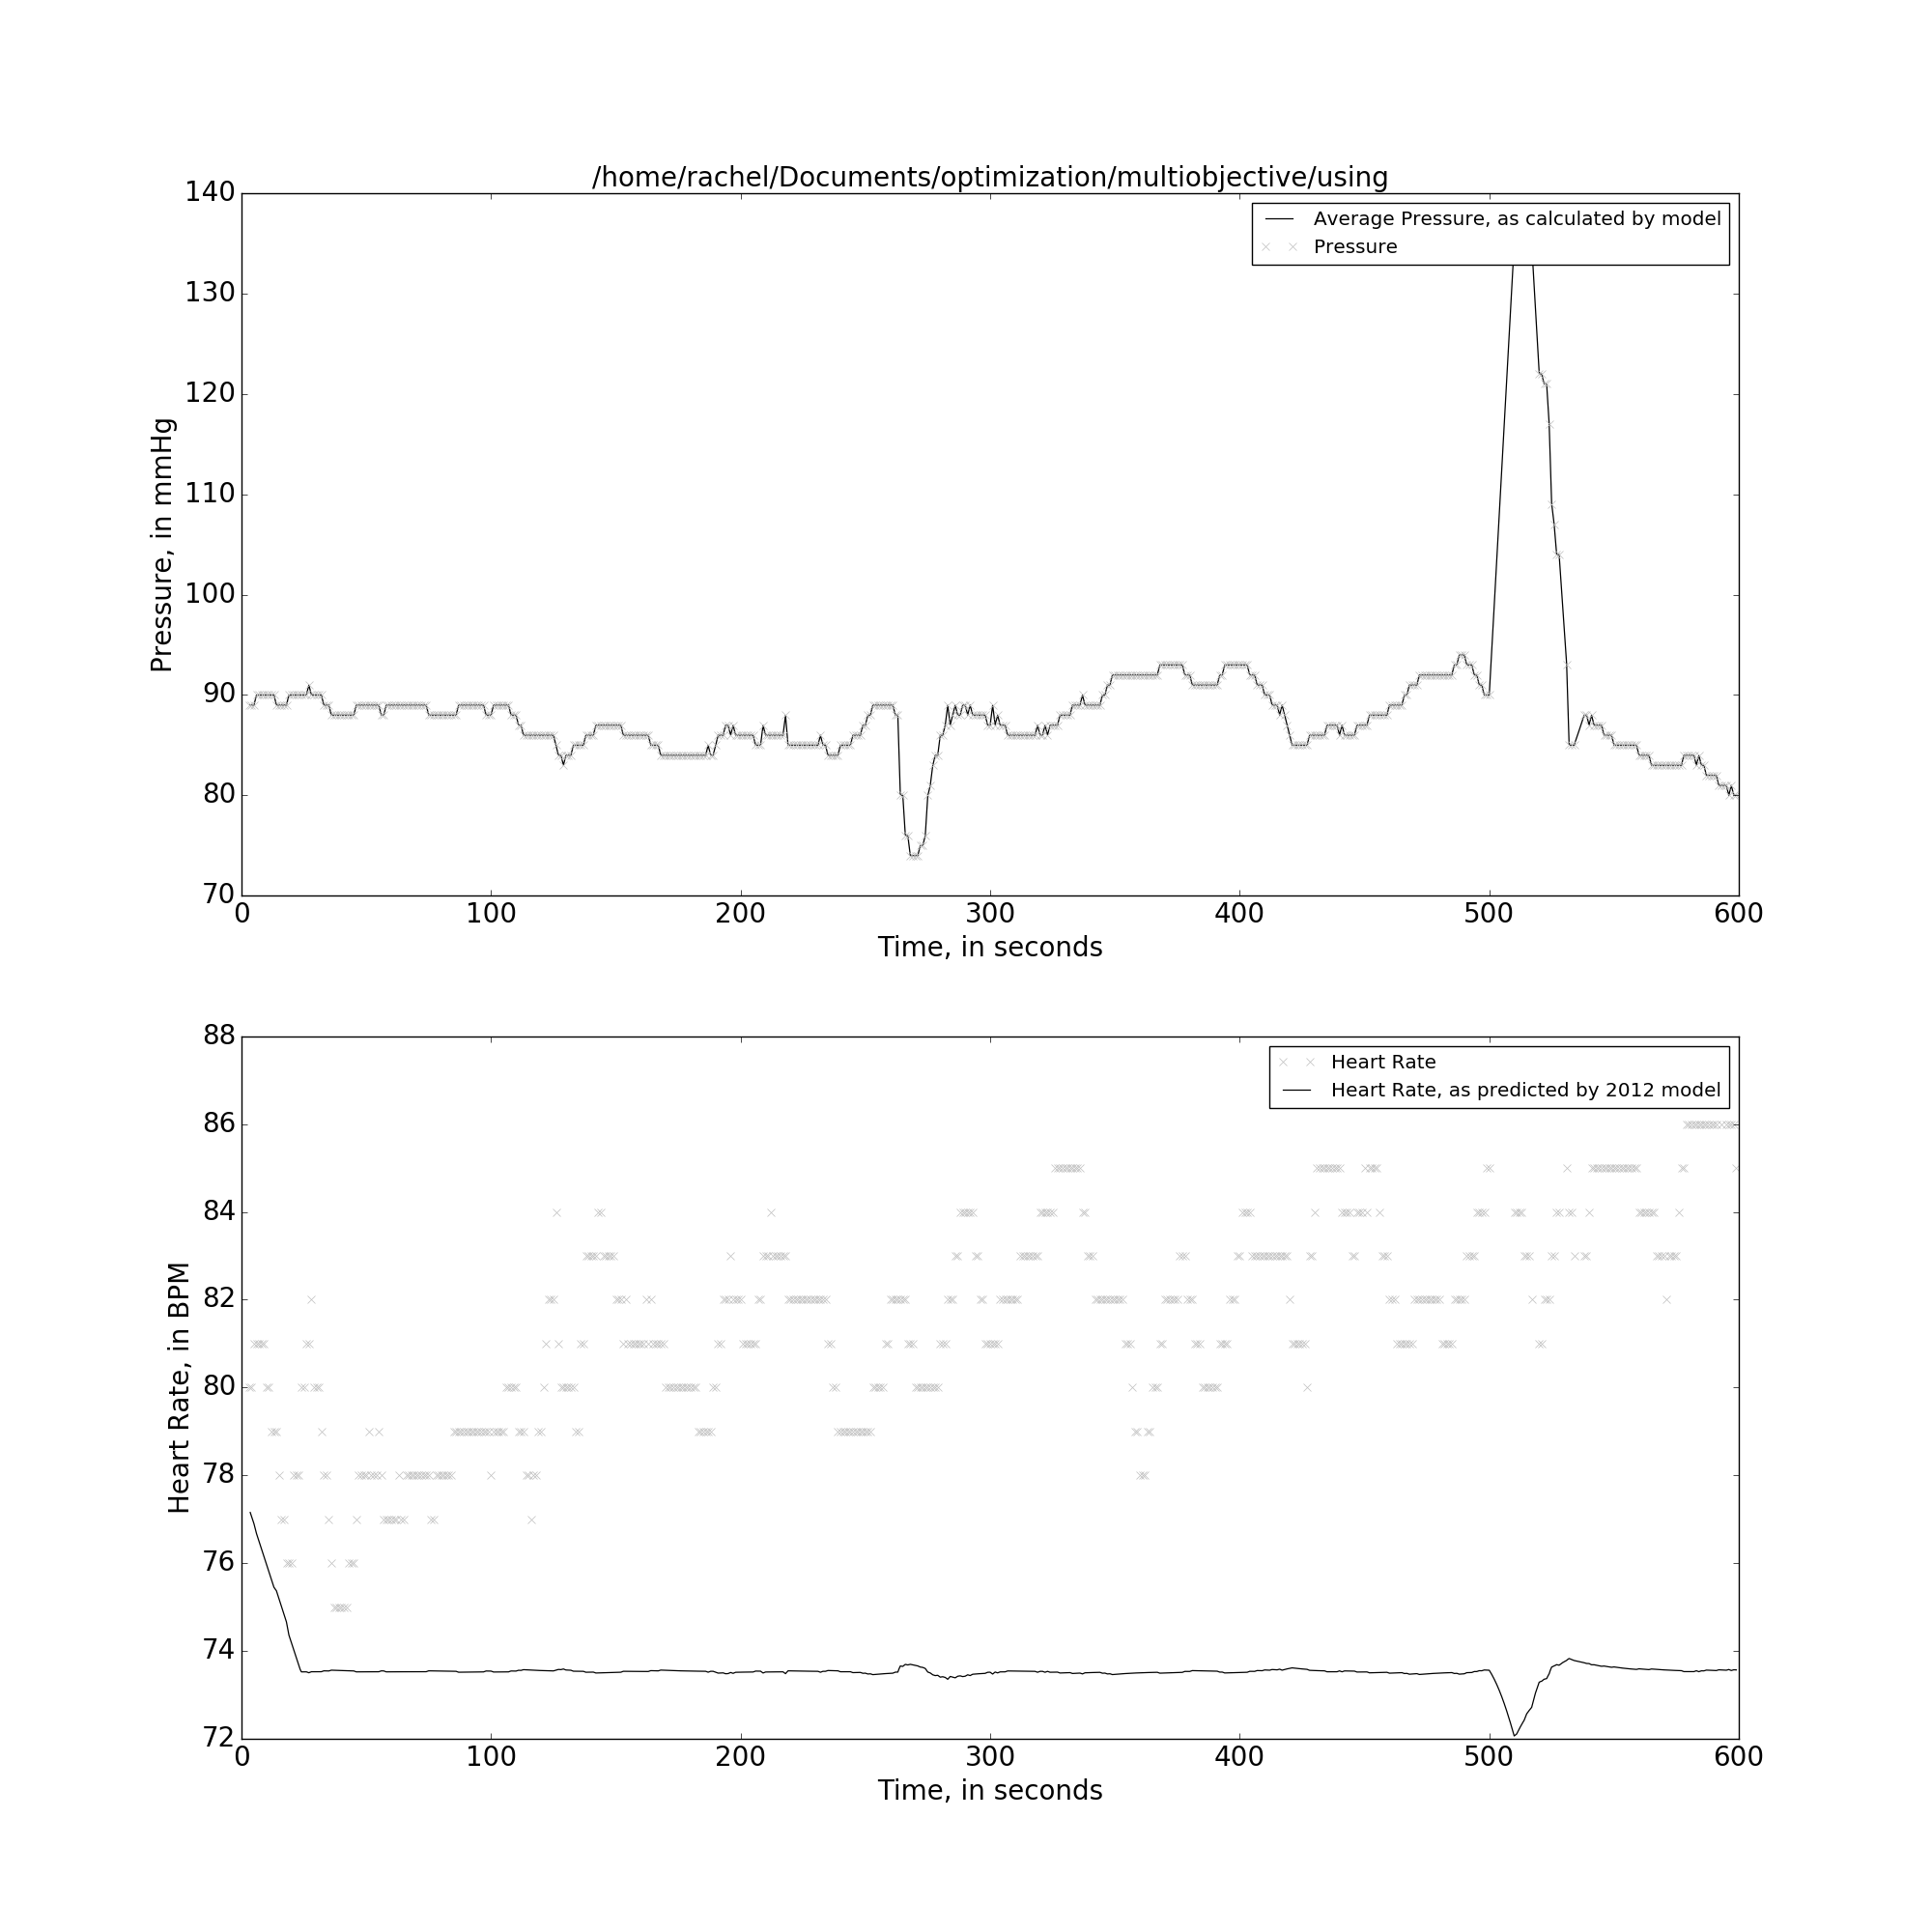 /home/rachel/Documents/optimization/multiobjective/using
140
130
120
110
100
90
80
70
Pressure, in mmHg
Average Pressure, as calculated by model
Pressure
0 100 200 300 400 500 600
Time, in seconds
88
86
84
82
80
78
76
74
72
Heart Rate, in BPM
Heart Rate
Heart Rate, as predicted by 2012 model
0 100 200 300 400 500 600
Time, in seconds